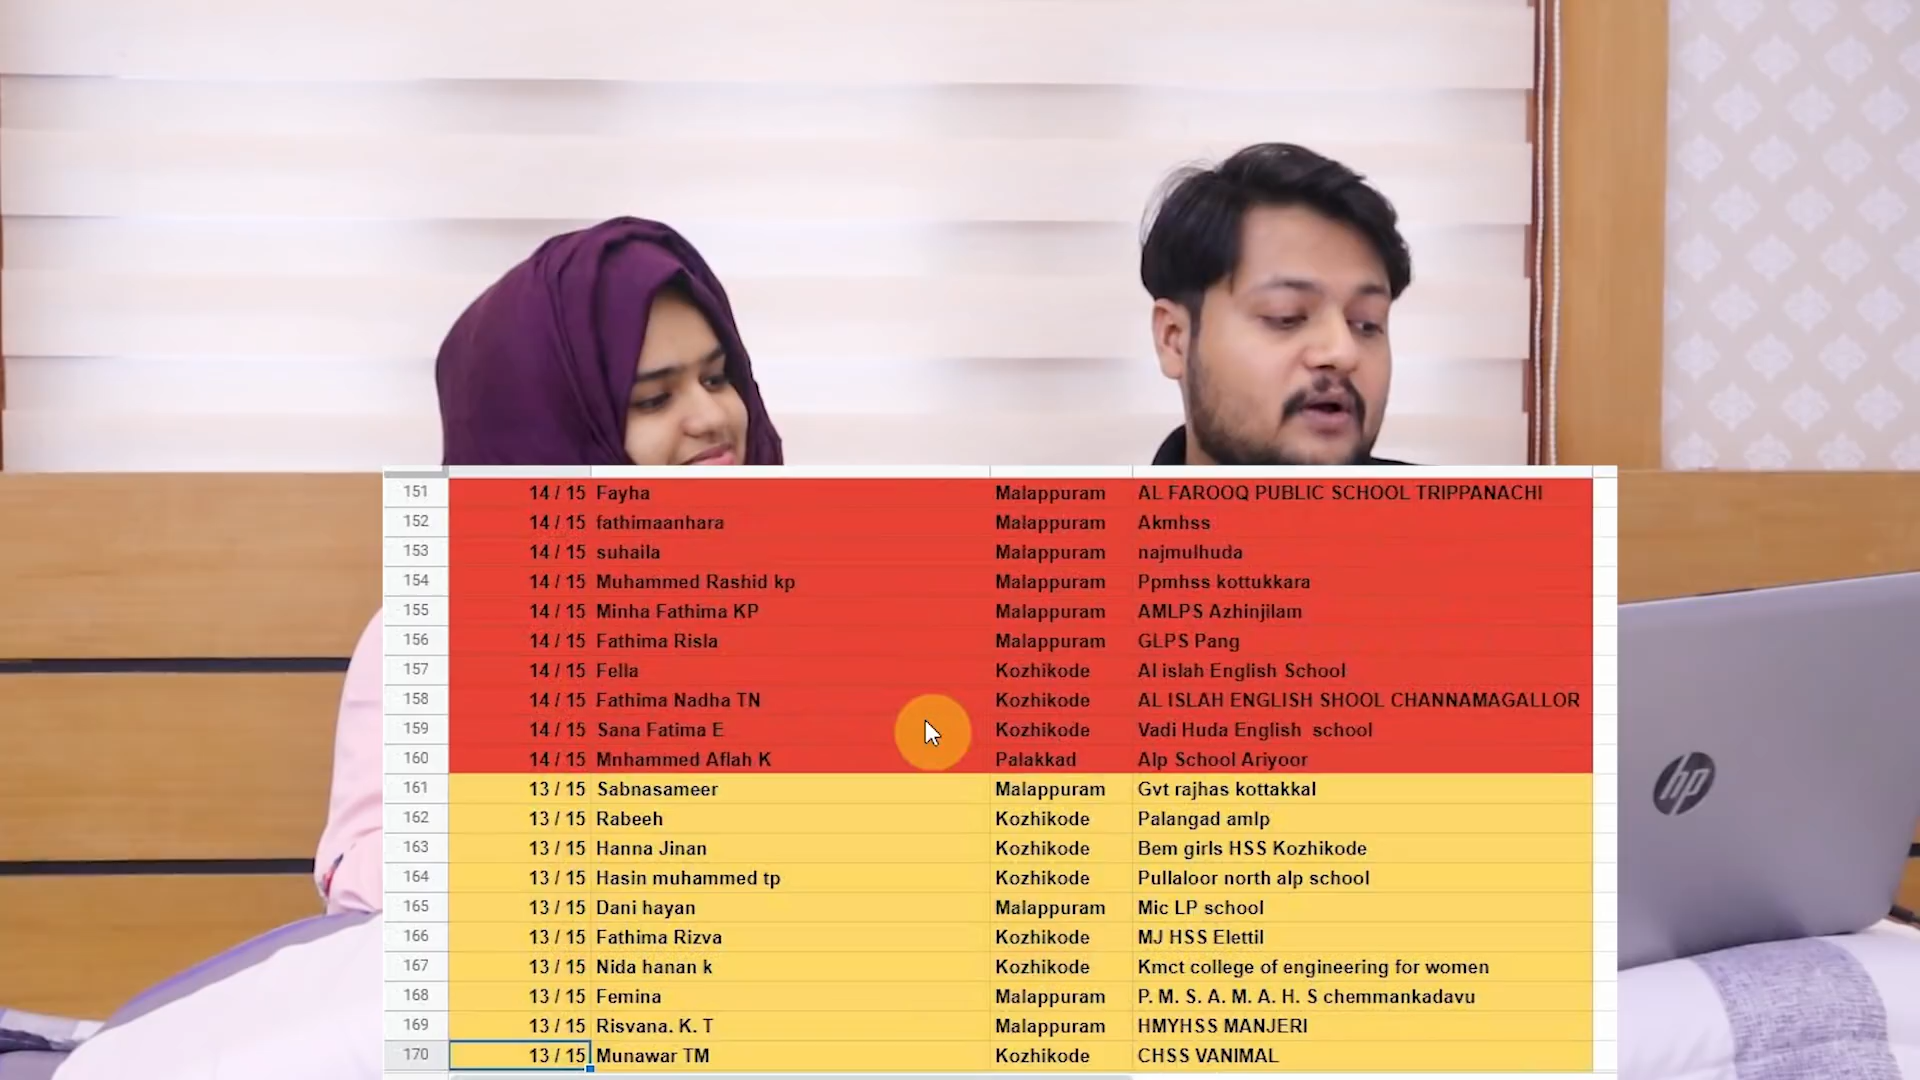 151 14 / 15 Fayha Malappuram AL FAROOQ PUBLIC SCHOOL TRIPPANACHI
152 14 / 15 fathimaanhara Malappuram Akmhss
153 14 / 15 suhaila Malappuram najmulhuda
154 14 / 15 Muhammed Rashid kp Malappuram Ppmhss kottukkara
155 14 / 15 Minha Fathima KP Malappuram AMLPS Azhinjilam
156 14 / 15 Fathima Risla Malappuram GLPS Pang
157 14 / 15 Fella Kozhikode Al islah English School
158 14 / 15 Fathima Nadha TN Kozhikode AL ISLAH ENGLISH SHOOL CHANNAMAGALLOR
159 14 / 15 Sana Fatima E Kozhikode Vadi Huda English school
160 14 / 15 Mnhammed Aflah K Palakkad Alp School Ariyoor
161 13 / 15 Sabnasameer Malappuram Gvt rajhas kottakkal
162 13 / 15 Rabeeh Kozhikode Palangad amlp
163 13 / 15 Hanna Jinan Kozhikode Bem girls HSS Kozhikode
164 13 / 15 Hasin muhammed tp Kozhikode Pullaloor north alp school
165 13 / 15 Dani hayan Malappuram Mic LP school
166 13 / 15 Fathima Rizva Kozhikode MJ HSS Elettil
167 13 / 15 Nida hanan k Kozhikode Kmct college of engineering for women
168 13 / 15 Femina Malappuram P. M. S. A. M. A. H. S chemmankadavu
169 13 / 15 Risvana. K. T Malappuram HMYHSS MANJERI
170 13 / 15 Munawar TM Kozhikode CHSS VANIMAL
hp